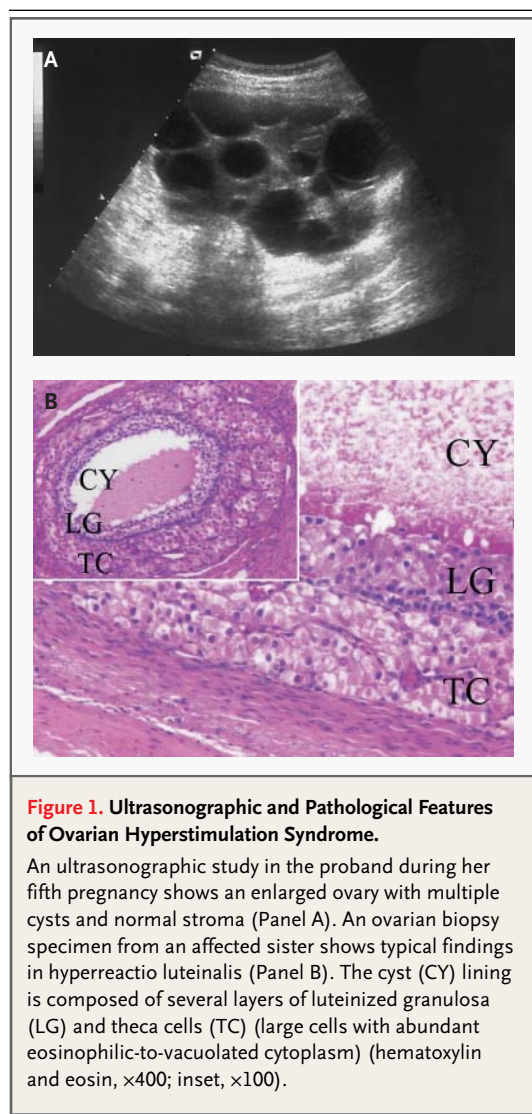 A
B
CY
LG
TC
CY
LG
TC
Figure 1. Ultrasonographic and Pathological Features
of Ovarian Hyperstimulation Syndrome.
An ultrasonographic study in the proband during her
fifth pregnancy shows an enlarged ovary with multiple
cysts and normal stroma (Panel A). An ovarian biopsy
specimen from an affected sister shows typical findings
in hyperreactio luteinalis (Panel B). The cyst (CY) lining
is composed of several layers of luteinized granulosa
(LG) and theca cells (TC) (large cells with abundant
eosinophilic-to-vacuolated cytoplasm) (hematoxylin
and eosin, ×400; inset, ×100).